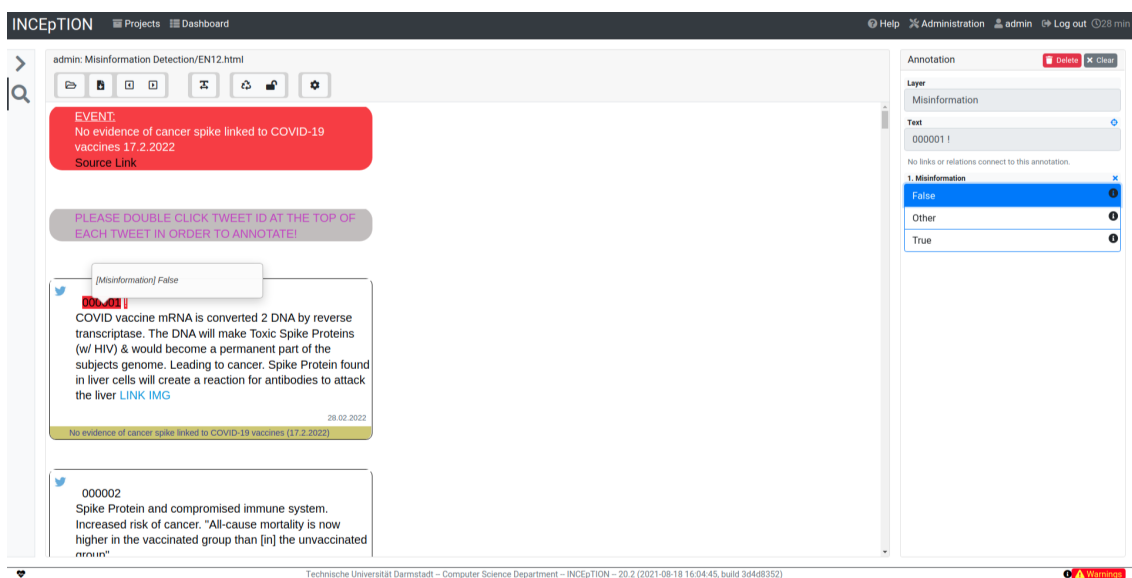 INCEpTION Projects Dashboard Help Administration admin Log out 28 min
admin: Misinformation Detection/EN12.html
EVENT:
No evidence of cancer spike linked to COVID-19
vaccines 17.2.2022
Source Link
PLEASE DOUBLE CLICK TWEET ID AT THE TOP OF
EACH TWEET IN ORDER TO ANNOTATE!
[Misinformation] False
000001 !
COVID vaccine mRNA is converted 2 DNA by reverse
transcriptase. The DNA will make Toxic Spike Proteins
(w/ HIV) & would become a permanent part of the
subjects genome. Leading to cancer. Spike Protein found
in liver cells will create a reaction for antibodies to attack
the liver LINK IMG
28.02.2022
No evidence of cancer spike linked to COVID-19 vaccines (17.2.2022)
000002
Spike Protein and compromised immune system.
Increased risk of cancer. "All-cause mortality is now
higher in the vaccinated group than [in] the unvaccinated
group"
Annotation Delete Clear
Layer
Misinformation
Text
000001 !
No links or relations connect to this annotation.
1. Misinformation
False
Other
True
Technische Universität Darmstadt -- Computer Science Department -- INCEpTION -- 20.2 (2021-08-18 16:04:45, build 3d4d8352)
Warnings